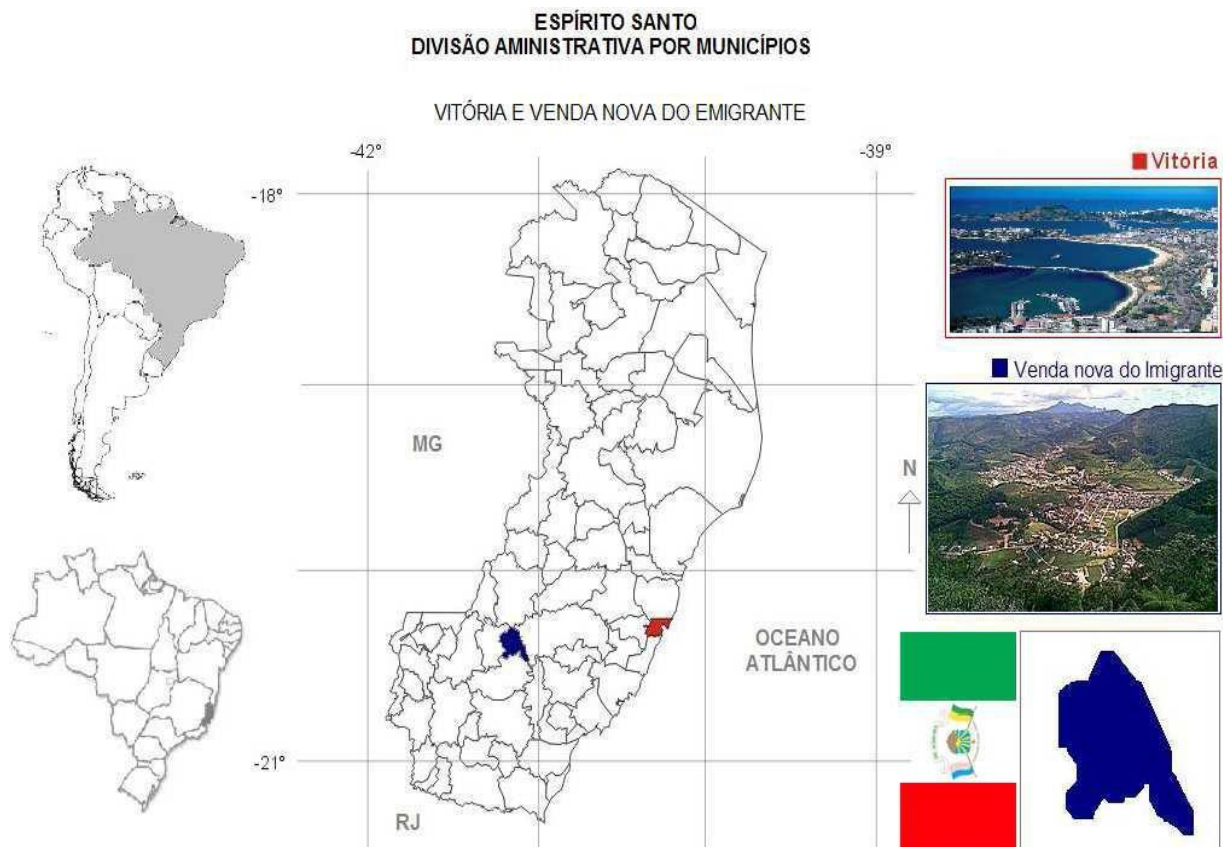 ESPÍRITO SANTO
DIVISÃO AMINISTRATIVA POR MUNICÍPIOS
VITÓRIA E VENDA NOVA DO EMIGRANTE
-42°
-39°
-18°
Vitória
Venda nova do Imigrante
MG
N
OCEANO
ATLÂNTICO
-21°
RJ